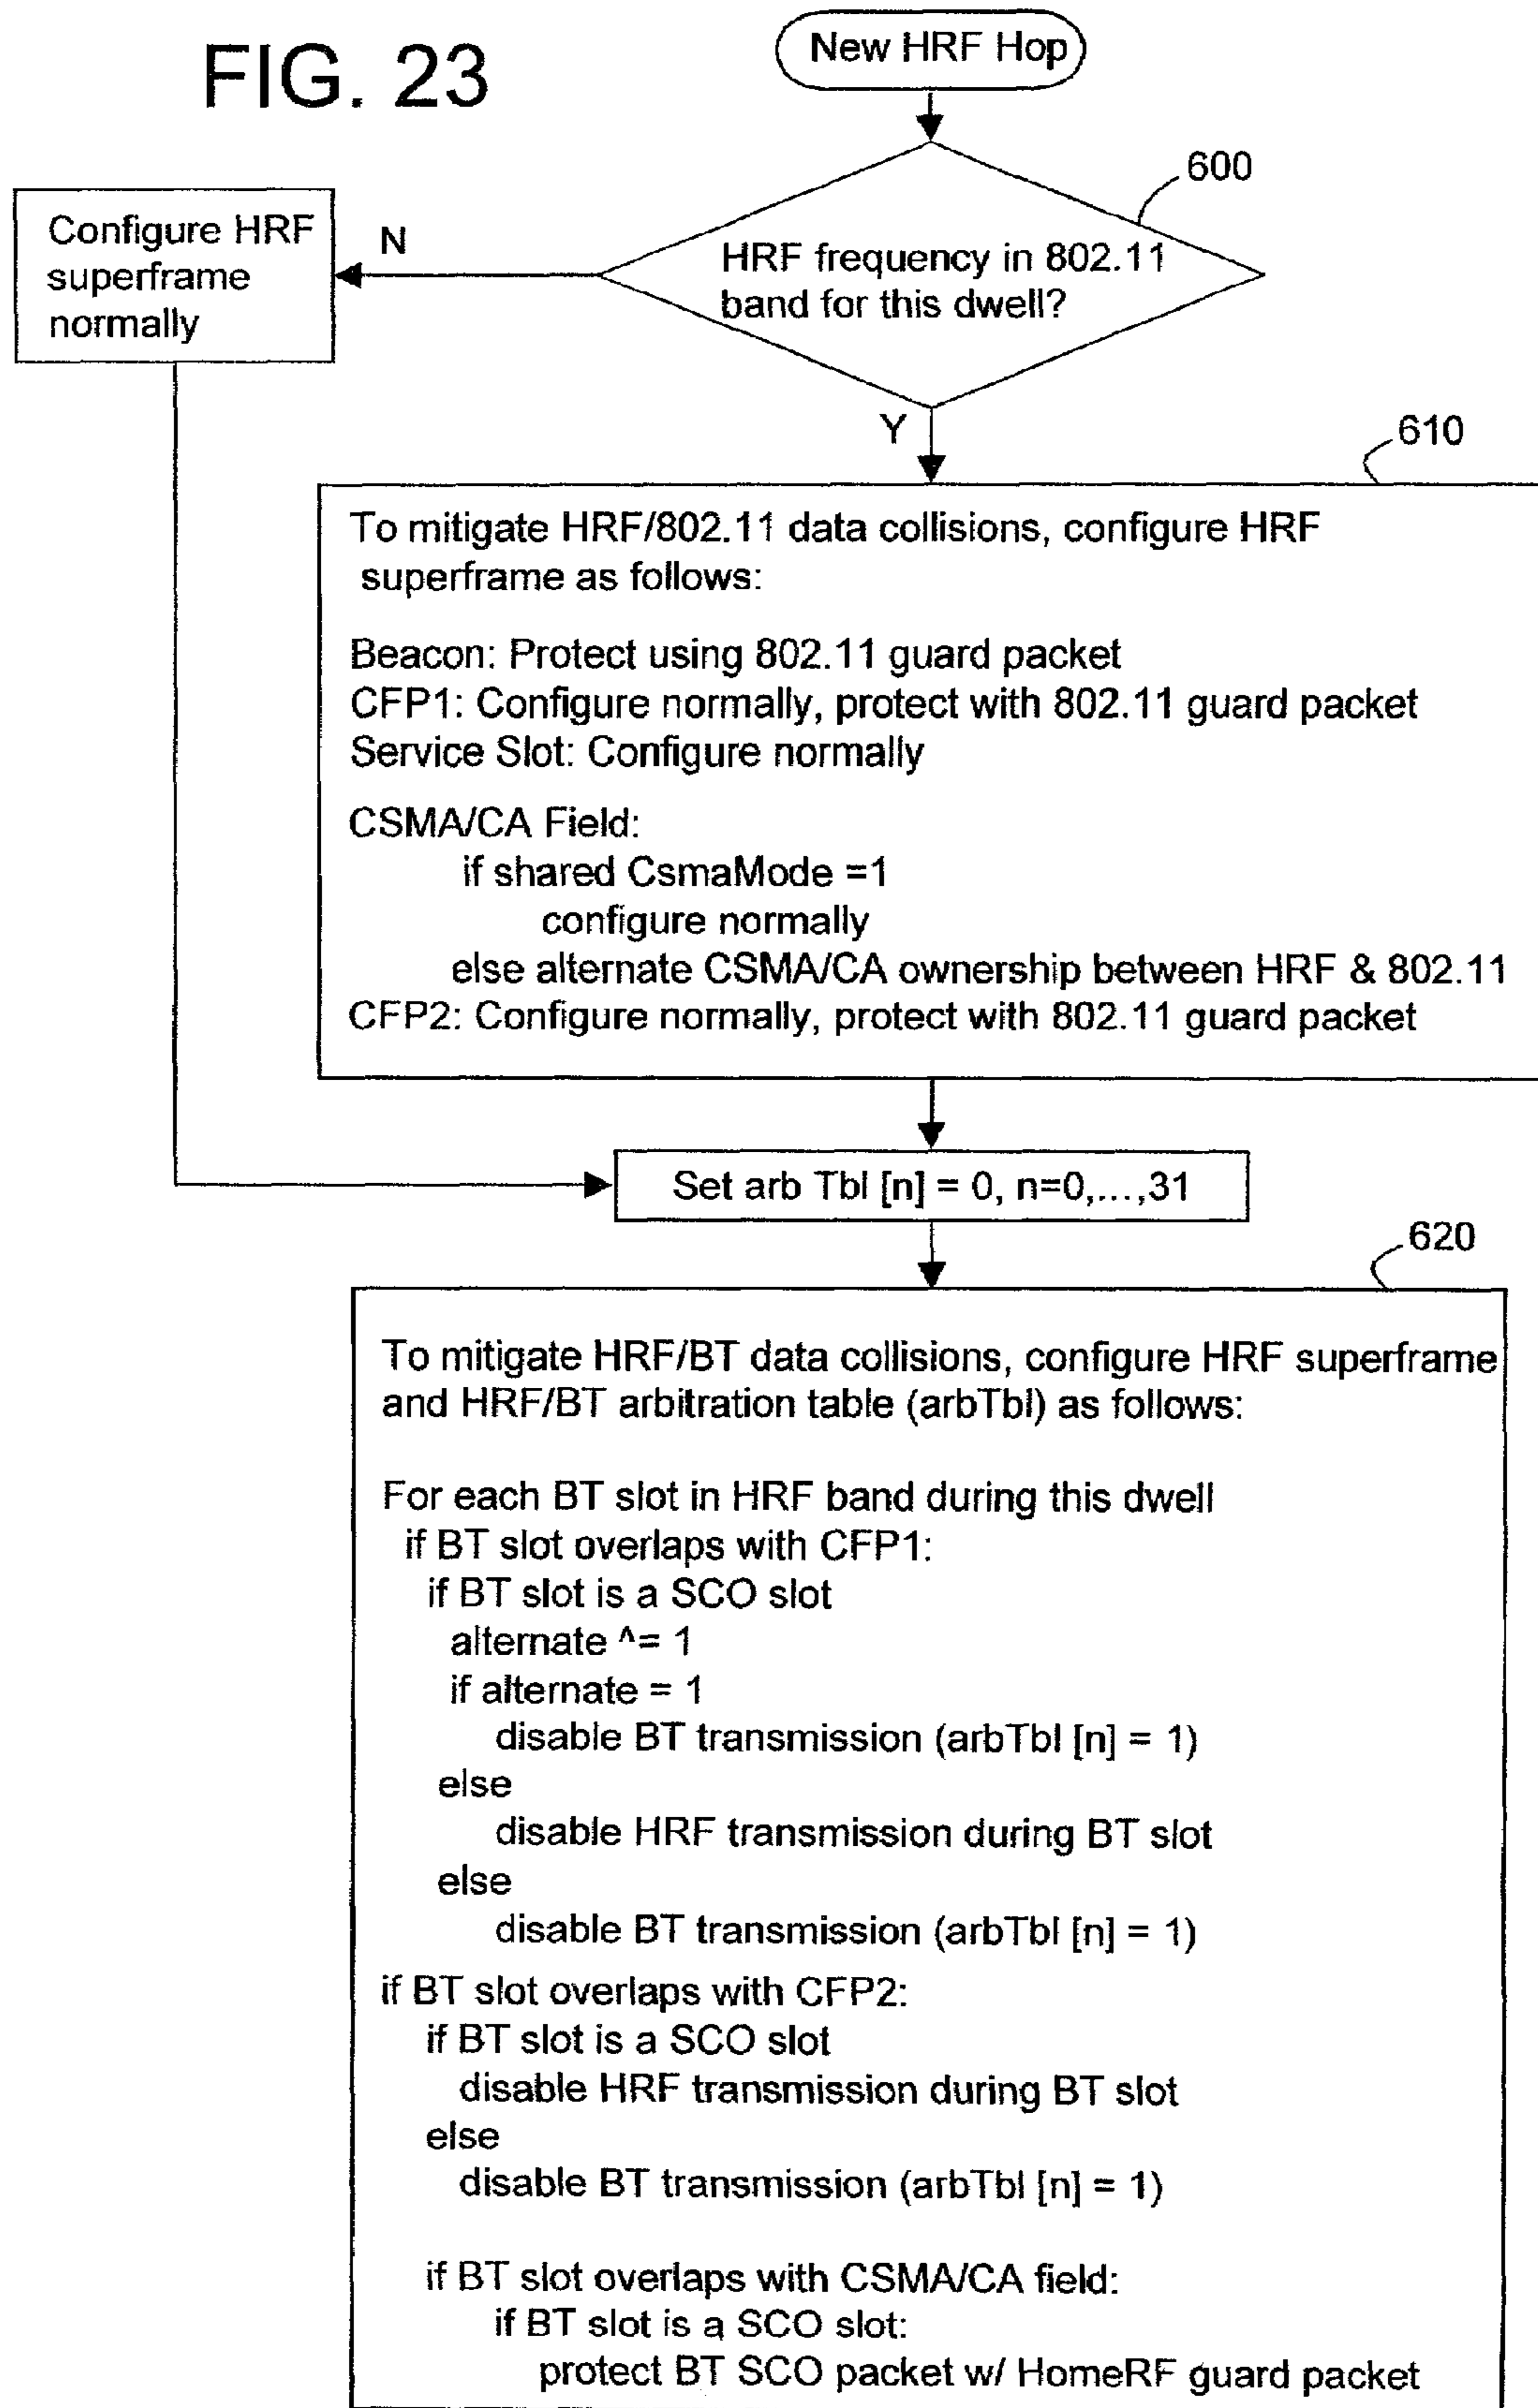 FIG. 23
New HRF Hop
600
HRF frequency in 802.11
band for this dwell?
N
Configure HRF
superframe
normally
Y
610
To mitigate HRF/802.11 data collisions, configure HRF
superframe as follows:
Beacon: Protect using 802.11 guard packet
CFP1: Configure normally, protect with 802.11 guard packet
Service Slot: Configure normally
CSMA/CA Field:
if shared CsmaMode =1
configure normally
else alternate CSMA/CA ownership between HRF & 802.11
CFP2: Configure normally, protect with 802.11 guard packet
Set arb Tbl [n] = 0, n=0,...,31
620
To mitigate HRF/BT data collisions, configure HRF superframe
and HRF/BT arbitration table (arbTbl) as follows:
For each BT slot in HRF band during this dwell
if BT slot overlaps with CFP1:
if BT slot is a SCO slot
alternate ^= 1
if alternate = 1
disable BT transmission (arbTbl [n] = 1)
else
disable HRF transmission during BT slot
else
disable BT transmission (arbTbl [n] = 1)
if BT slot overlaps with CFP2:
if BT slot is a SCO slot
disable HRF transmission during BT slot
else
disable BT transmission (arbTbl [n] = 1)
if BT slot overlaps with CSMA/CA field:
if BT slot is a SCO slot:
protect BT SCO packet w/ HomeRF guard packet